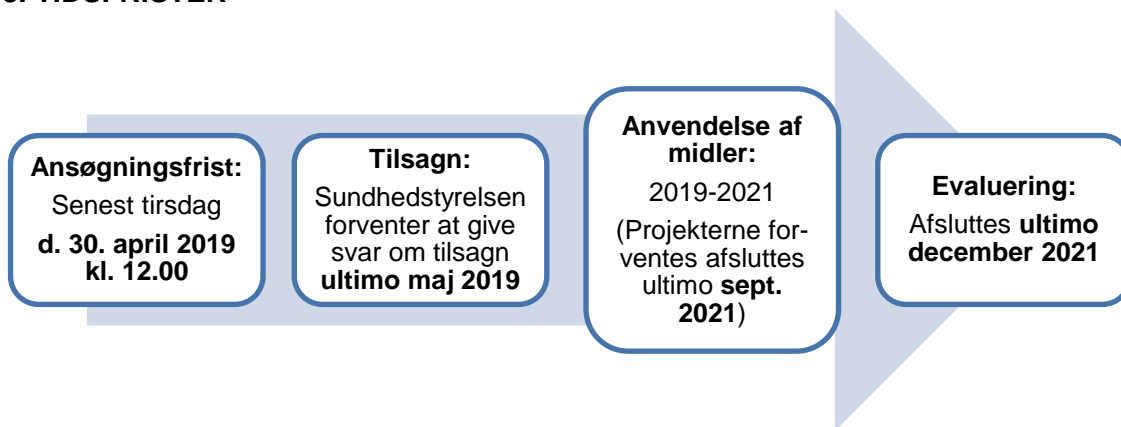 Ansøgningsfrist:
Senest tirsdag
d. 30. april 2019
kl. 12.00
Tilsagn:
Sundhedstyrelsen
forventer at give
svar om tilsagn
ultimo maj 2019
Anvendelse af
midler:
2019-2021
(Projekterne for-
ventes afsluttes
ultimo sept.
2021)
Evaluering:
Afsluttes ultimo
december 2021